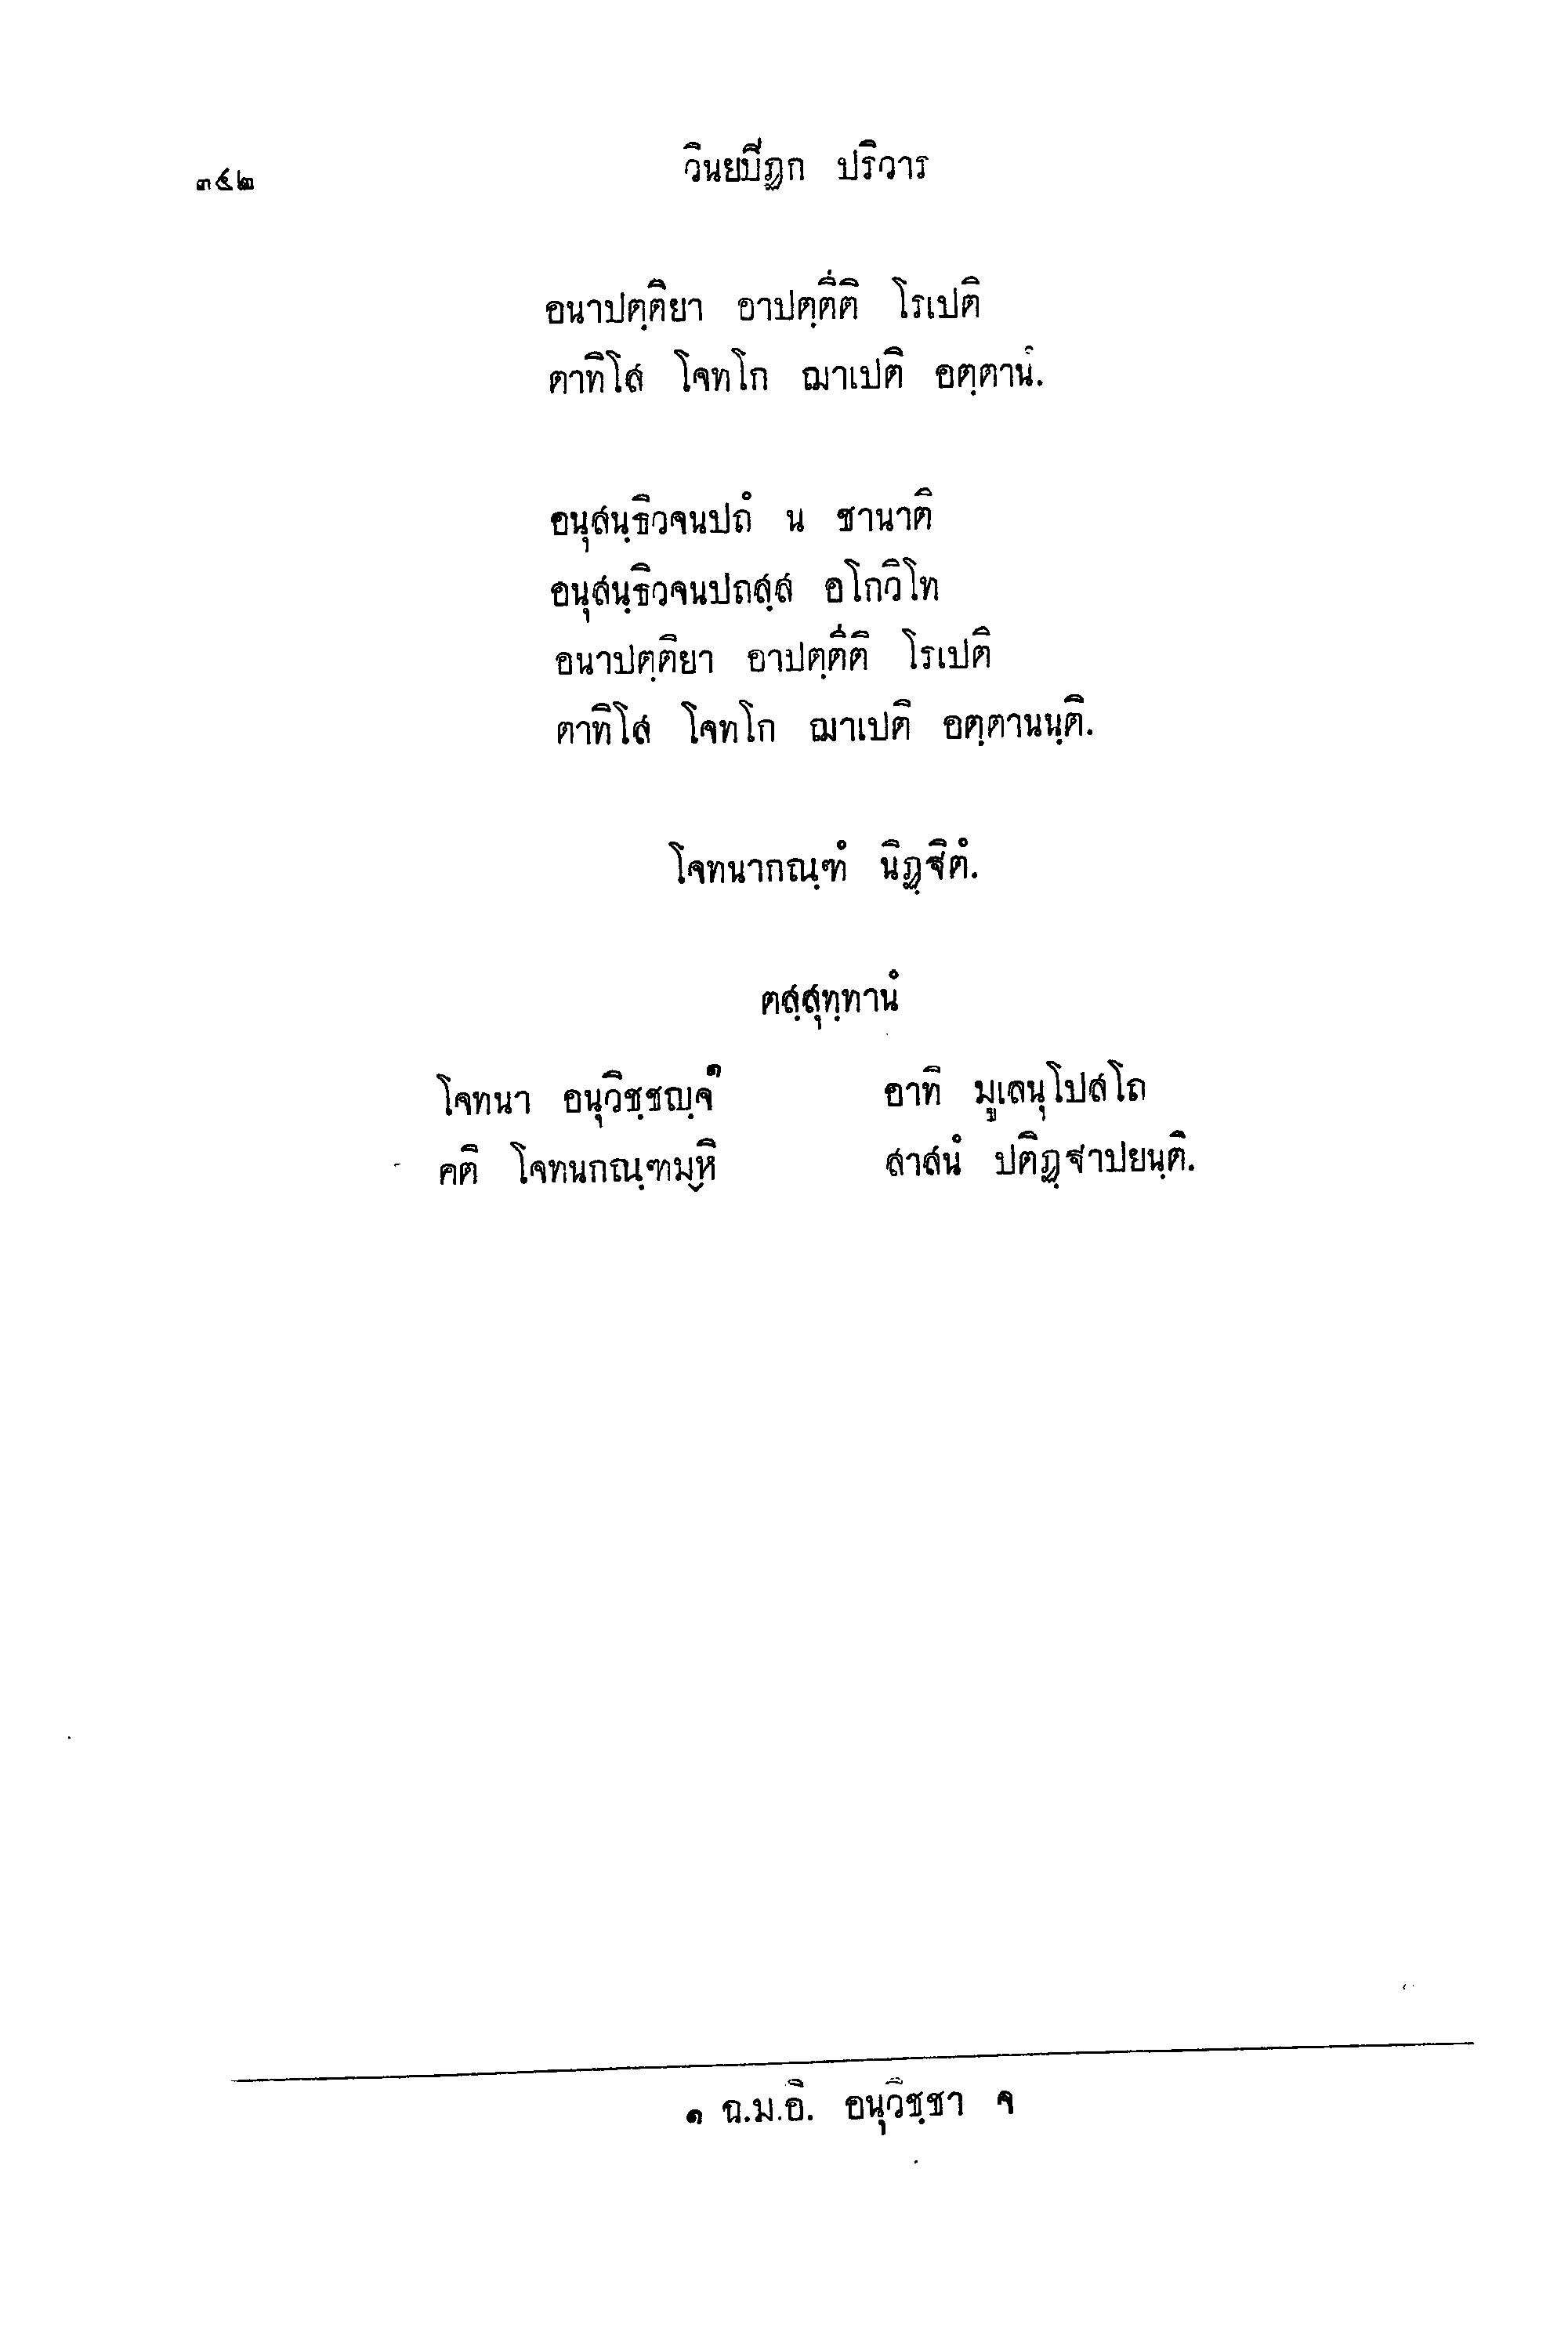 ๓๕๒ วินยปิฏก ปริวาร
อนาปตฺติยา อาปตฺตีติ โรเปติ
ตาทิโส โจทโก ฌาเปติ อตฺตานํ.
อนุสนฺธิวจนปถํ น ชานาติ
อนุสนฺธิวจนปถสฺส อโกวิโท
อนาปตฺติยา อาปตฺตีติ โรเปติ
ตาทิโส โจทโก ฌาเปติ อตฺตานนฺติ.
โจทนากณฺฑํ นิฏฺฐิตํ.
ตสฺสุทฺทานํ
โจทนา อนุวิชฺชญฺจํ๑ อาทิ มูเลนุโปสโถ
คติ โจทนกณฺฑมฺหิ สาสนํ ปติฏฺฐาปยนฺติ.
๑ ฉ.ม.อิ. อนุวิชฺชา จ